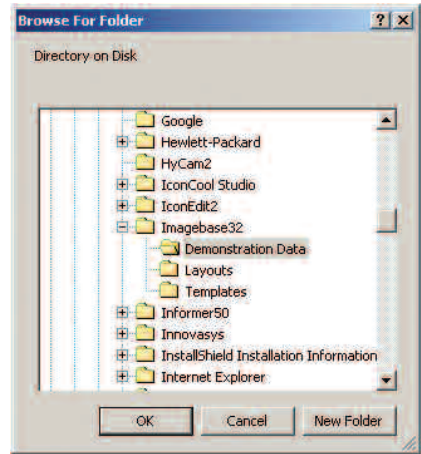 Browse For Folder
Directory on Disk
Google
Hewlett-Packard
HyCam2
IconCool Studio
IconEdit2
Imagebase32
Demonstration Data
Layouts
Templates
Informer50
Innovasys
InstallShield Installation Information
Internet Explorer
OK Cancel New Folder